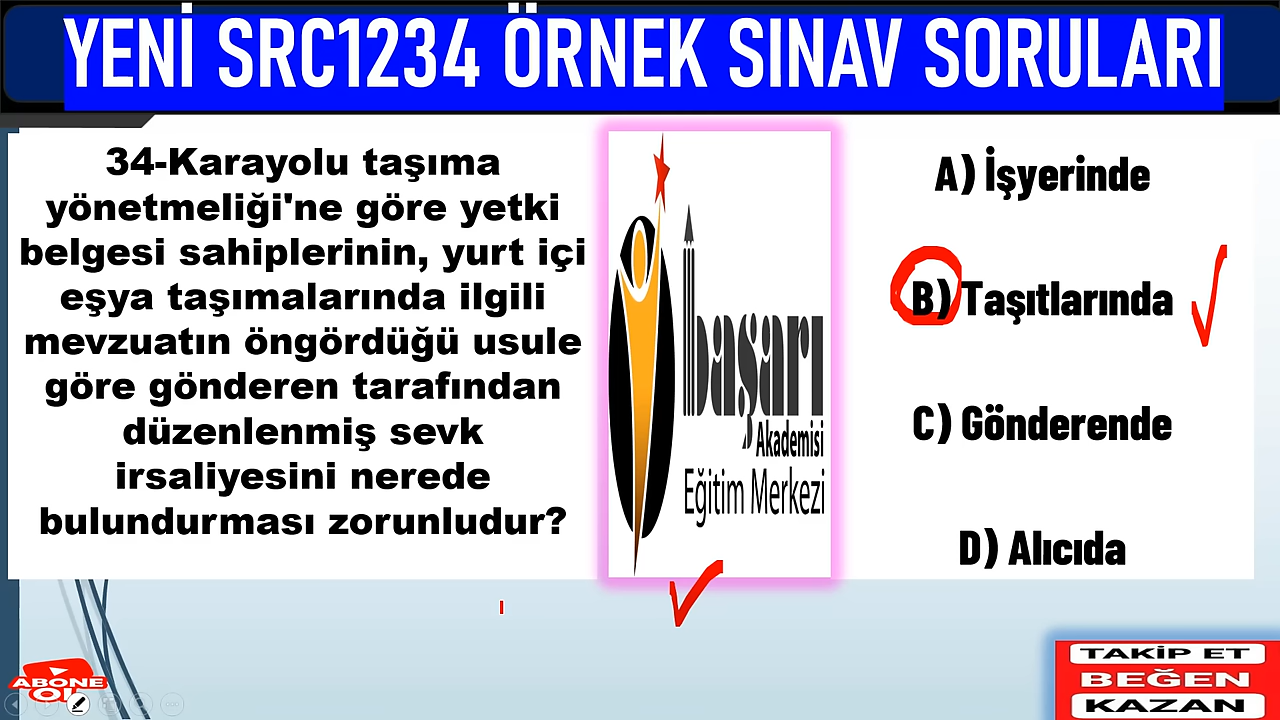 YENİ SRC1234 ÖRNEK SINAV SORULARI
34-Karayolu taşıma
yönetmeliği'ne göre yetki
belgesi sahiplerinin, yurt içi
eşya taşımalarında ilgili
mevzuatın öngördüğü usule
göre gönderen tarafından
düzenlenmiş sevk
irsaliyesini nerede
bulundurması zorunludur?
başarı
Akademisi
Eğitim Merkezi
A) İşyerinde
B) Taşıtlarında
C) Gönderende
D) Alıcıda
ABONE
OL
TAKİP ET
BEĞEN
KAZAN